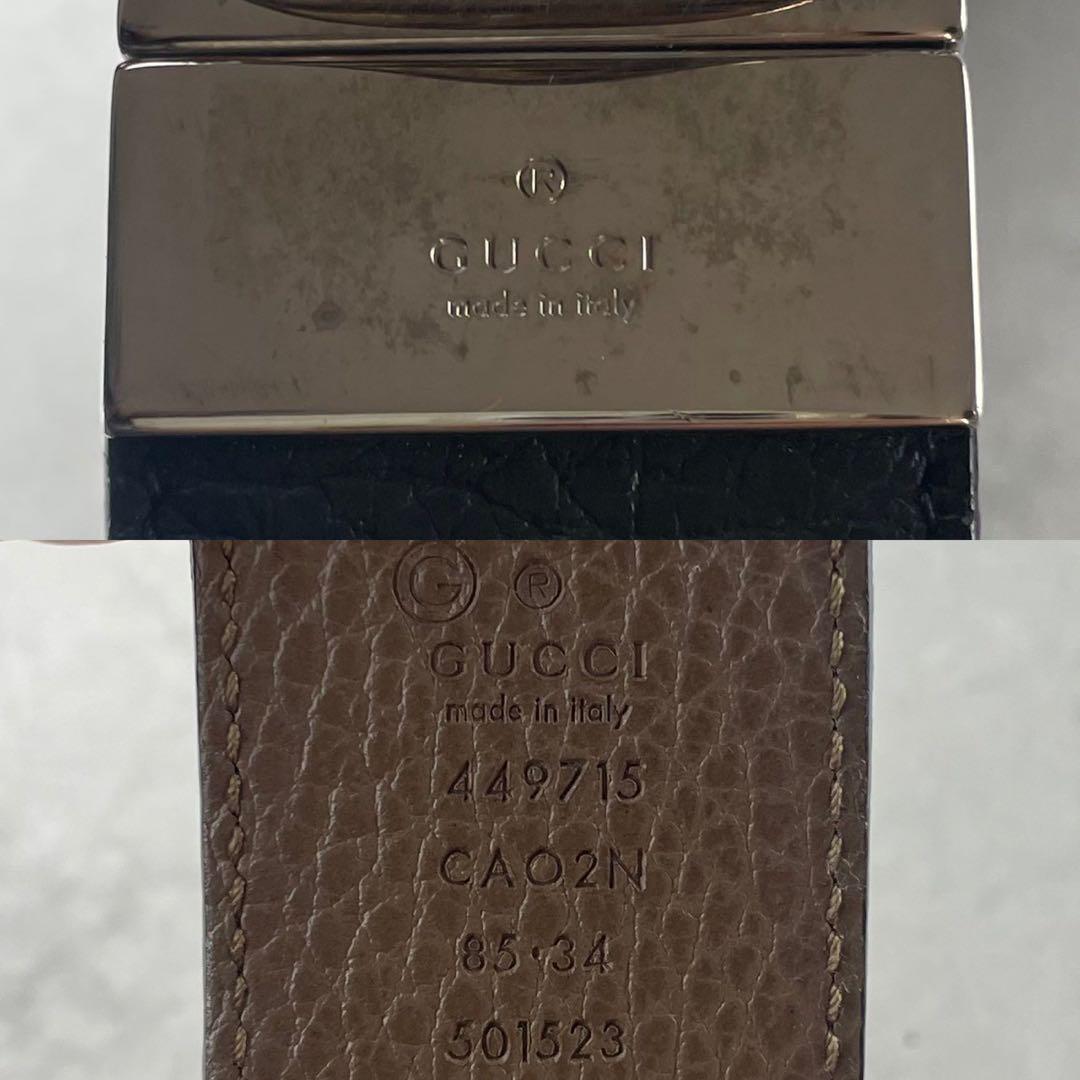 ®
GUCCI
made in italy
G ®
GUCCI
made in italy
449715
CAO2N
85·34
501523